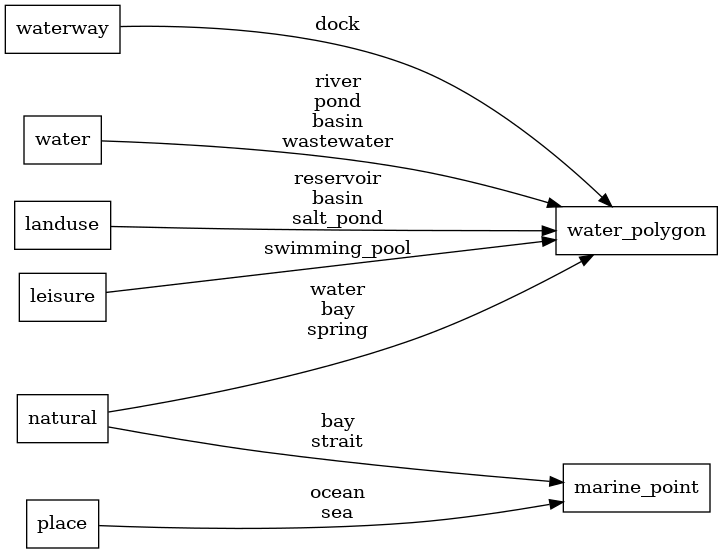 waterway
dock
river
pond
basin
wastewater
water
reservoir
basin
salt_pond
landuse
water_polygon
swimming_pool
leisure
water
bay
spring
natural
bay
strait
marine_point
ocean
sea
place